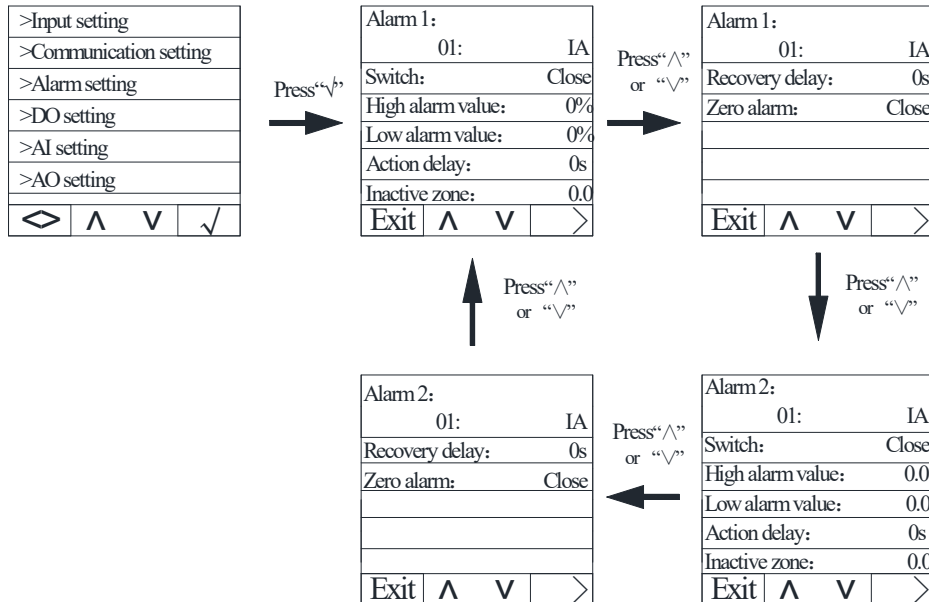 >Input setting
>Communication setting
>Alarm setting
>DO setting
>AI setting
>AO setting
<> ∧ ∨ √
Press“√”
Alarm 1：
01： IA
Switch： Close
High alarm value： 0%
Low alarm value： 0%
Action delay： 0s
Inactive zone： 0.0
Exit ∧ ∨ >
Press“∧”
or “∨”
Alarm 1：
01： IA
Recovery delay： 0s
Zero alarm： Close
Exit ∧ ∨ >
Press“∧”
or “∨”
Press“∧”
or “∨”
Alarm 2：
01： IA
Recovery delay： 0s
Zero alarm： Close
Exit ∧ ∨ >
Press“∧”
or “∨”
Alarm 2：
01： IA
Switch： Close
High alarm value： 0.0
Low alarm value： 0.0
Action delay： 0s
Inactive zone： 0.0
Exit ∧ ∨ >